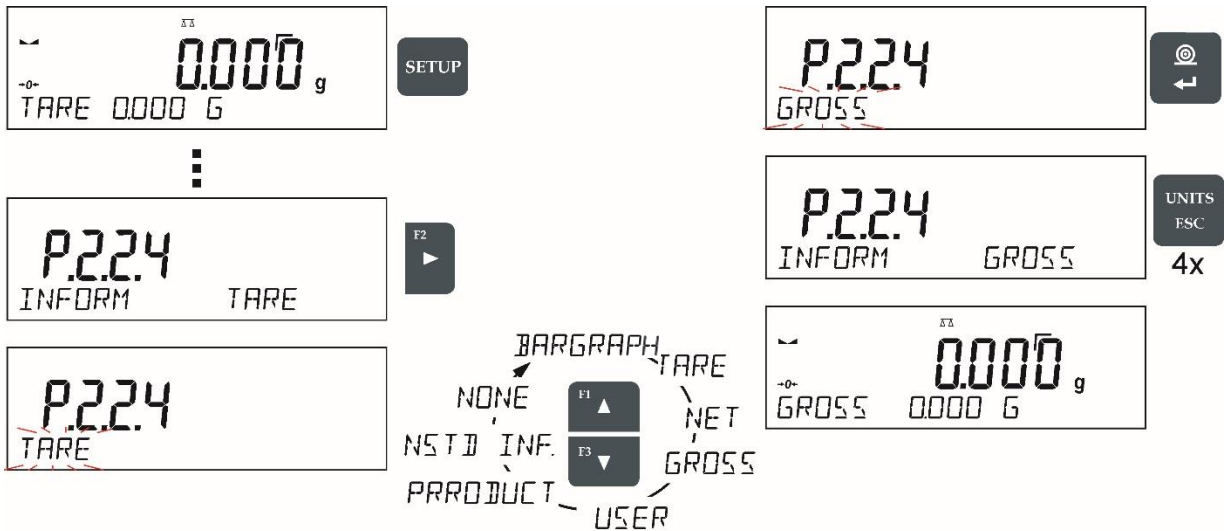 0.000 g
TARE 0.000 G
SETUP
P.2.2.4
INFORM TARE
F2
P.2.2.4
TARE
BARGRAPH
TARE
NET
GROSS
USER
PRRODUCT
NSTD INF.
NONE
F1
F3
P.2.2.4
GROSS
P.2.2.4
INFORM GROSS
UNITS
ESC
4x
0.000 g
GROSS 0.000 G